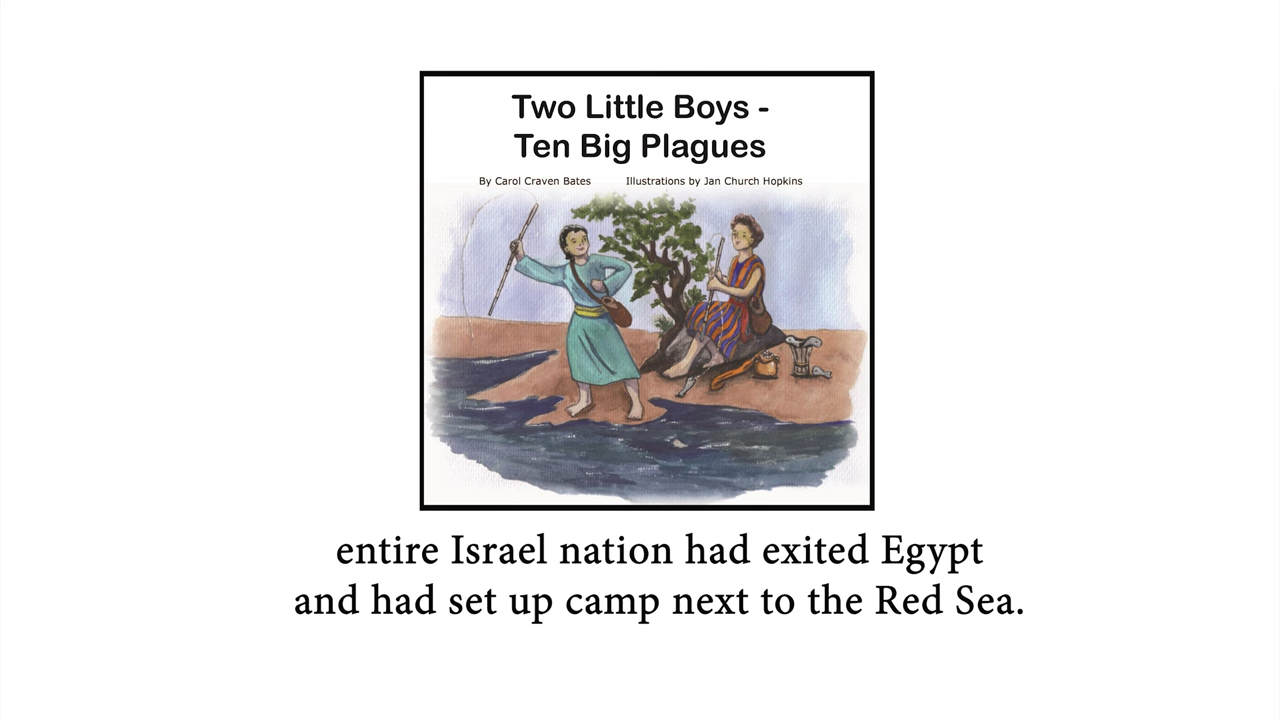 Two Little Boys -
Ten Big Plagues
By Carol Craven Bates Illustrations by Jan Church Hopkins
entire Israel nation had exited Egypt
and had set up camp next to the Red Sea.